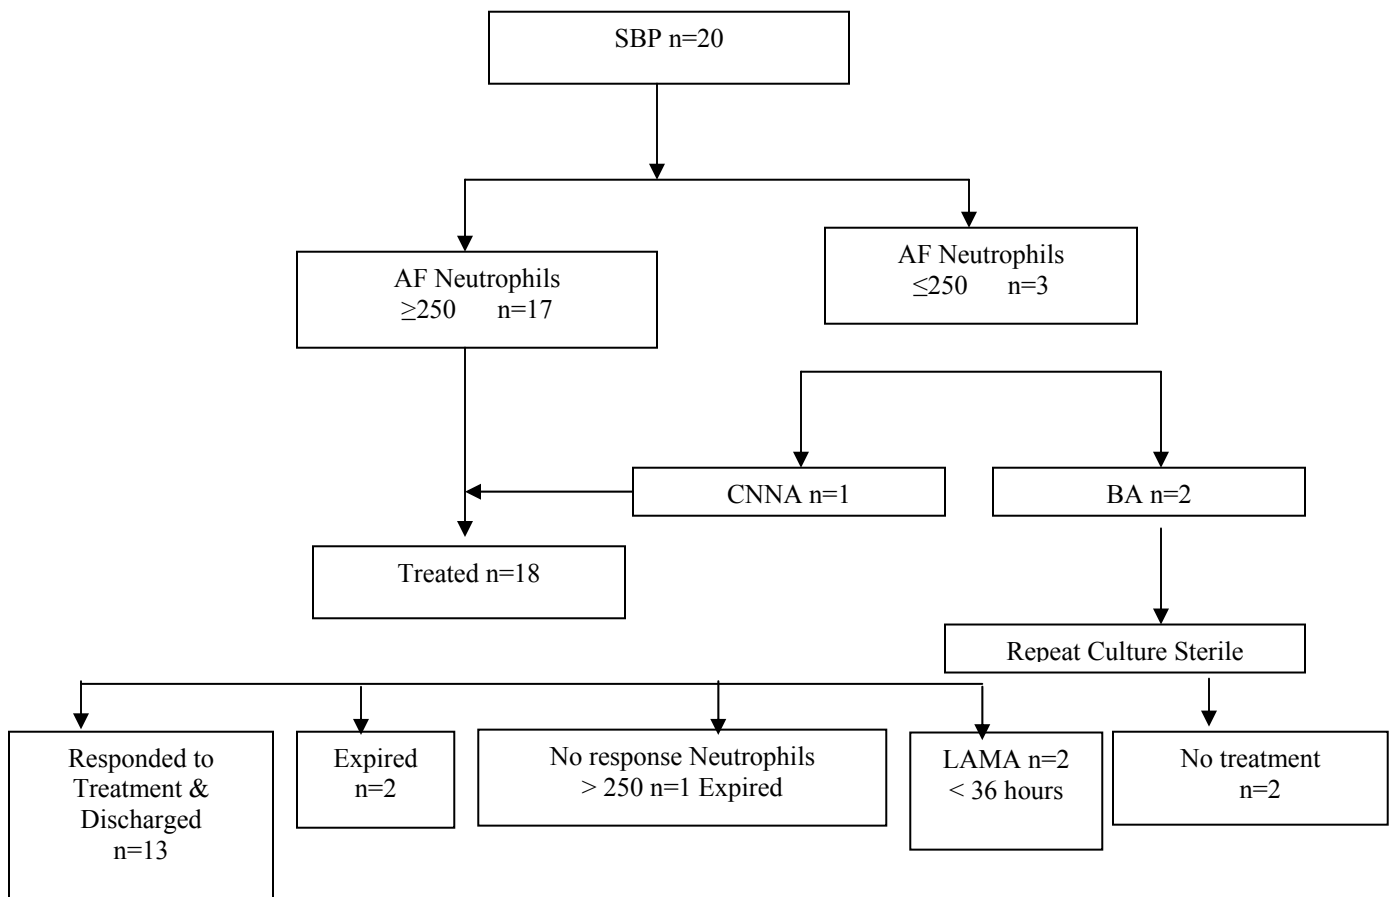 SBP n=20
AF Neutrophils
≥250 n=17
AF Neutrophils
≤250 n=3
CNNA n=1
BA n=2
Treated n=18
Repeat Culture Sterile
Responded to
Treatment &
Discharged
n=13
Expired
n=2
No response Neutrophils
> 250 n=1 Expired
LAMA n=2
< 36 hours
No treatment
n=2